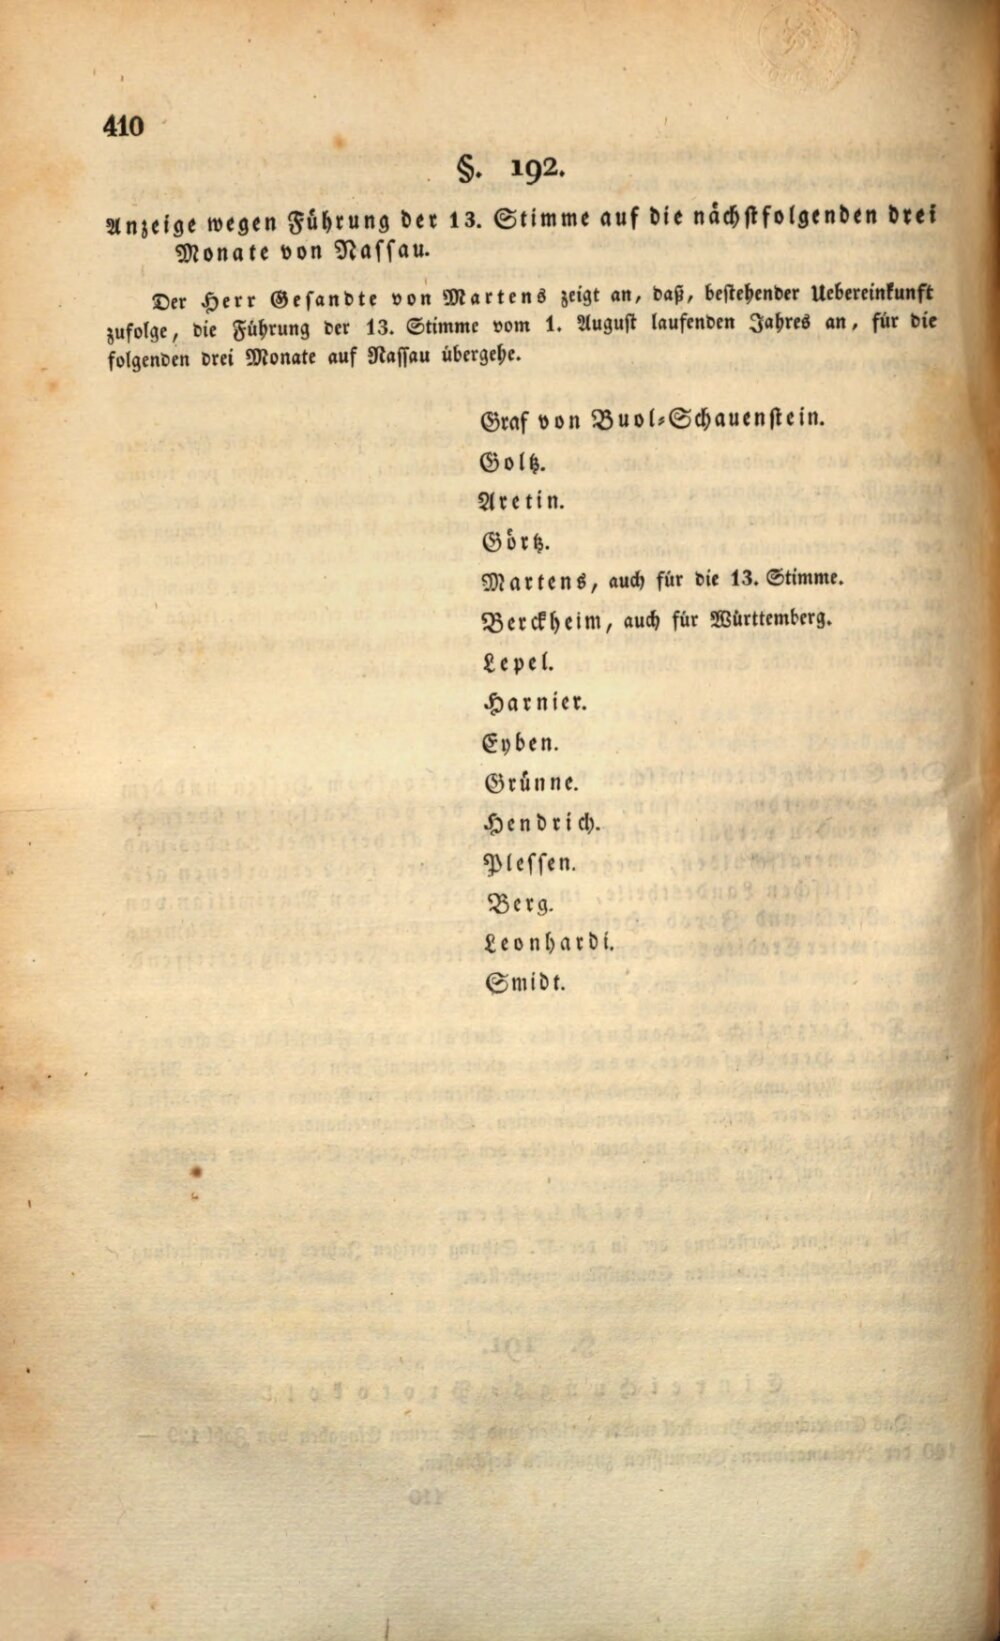 410
§. 192.
Anzeige wegen Führung der 13. Stimme auf die nächstfolgenden drei
Monate von Nassau.
Der Herr Gesandte von Martens zeigt an, daß, bestehender Uebereinkunft
zufolge, die Führung der 13. Stimme vom 1. August laufenden Jahres an, für die
folgenden drei Monate auf Nassau übergehe.
Graf von Buol-Schauenstein.
Goltz.
Aretin.
Görtz.
Martens, auch für die 13. Stimme.
Berckheim, auch für Württemberg.
Lepel.
Harnier.
Eyben.
Grünne.
Hendrich.
Plessen.
Berg.
Leonhardi.
Smidt.